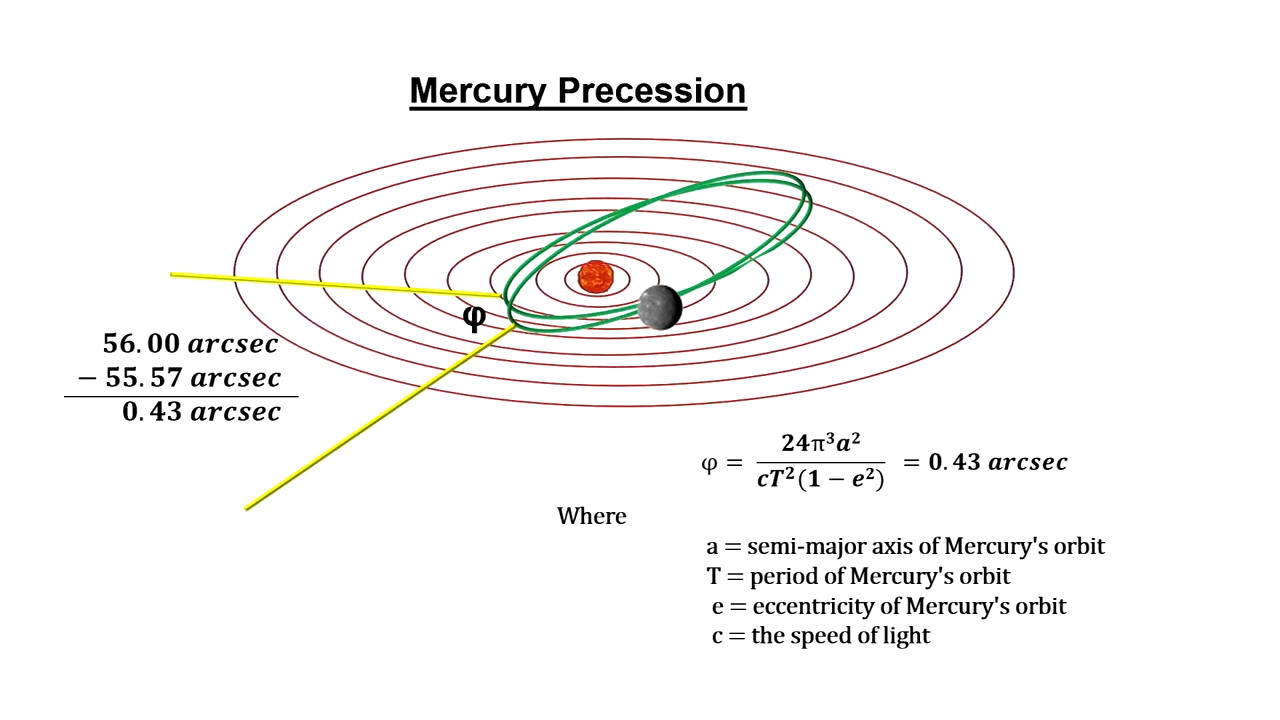 Mercury Precession
φ
56.00 arcsec
− 55.57 arcsec
0.43 arcsec
φ = 24π³a² / cT²(1 − e²) = 0.43 arcsec
Where
a = semi-major axis of Mercury's orbit
T = period of Mercury's orbit
e = eccentricity of Mercury's orbit
c = the speed of light